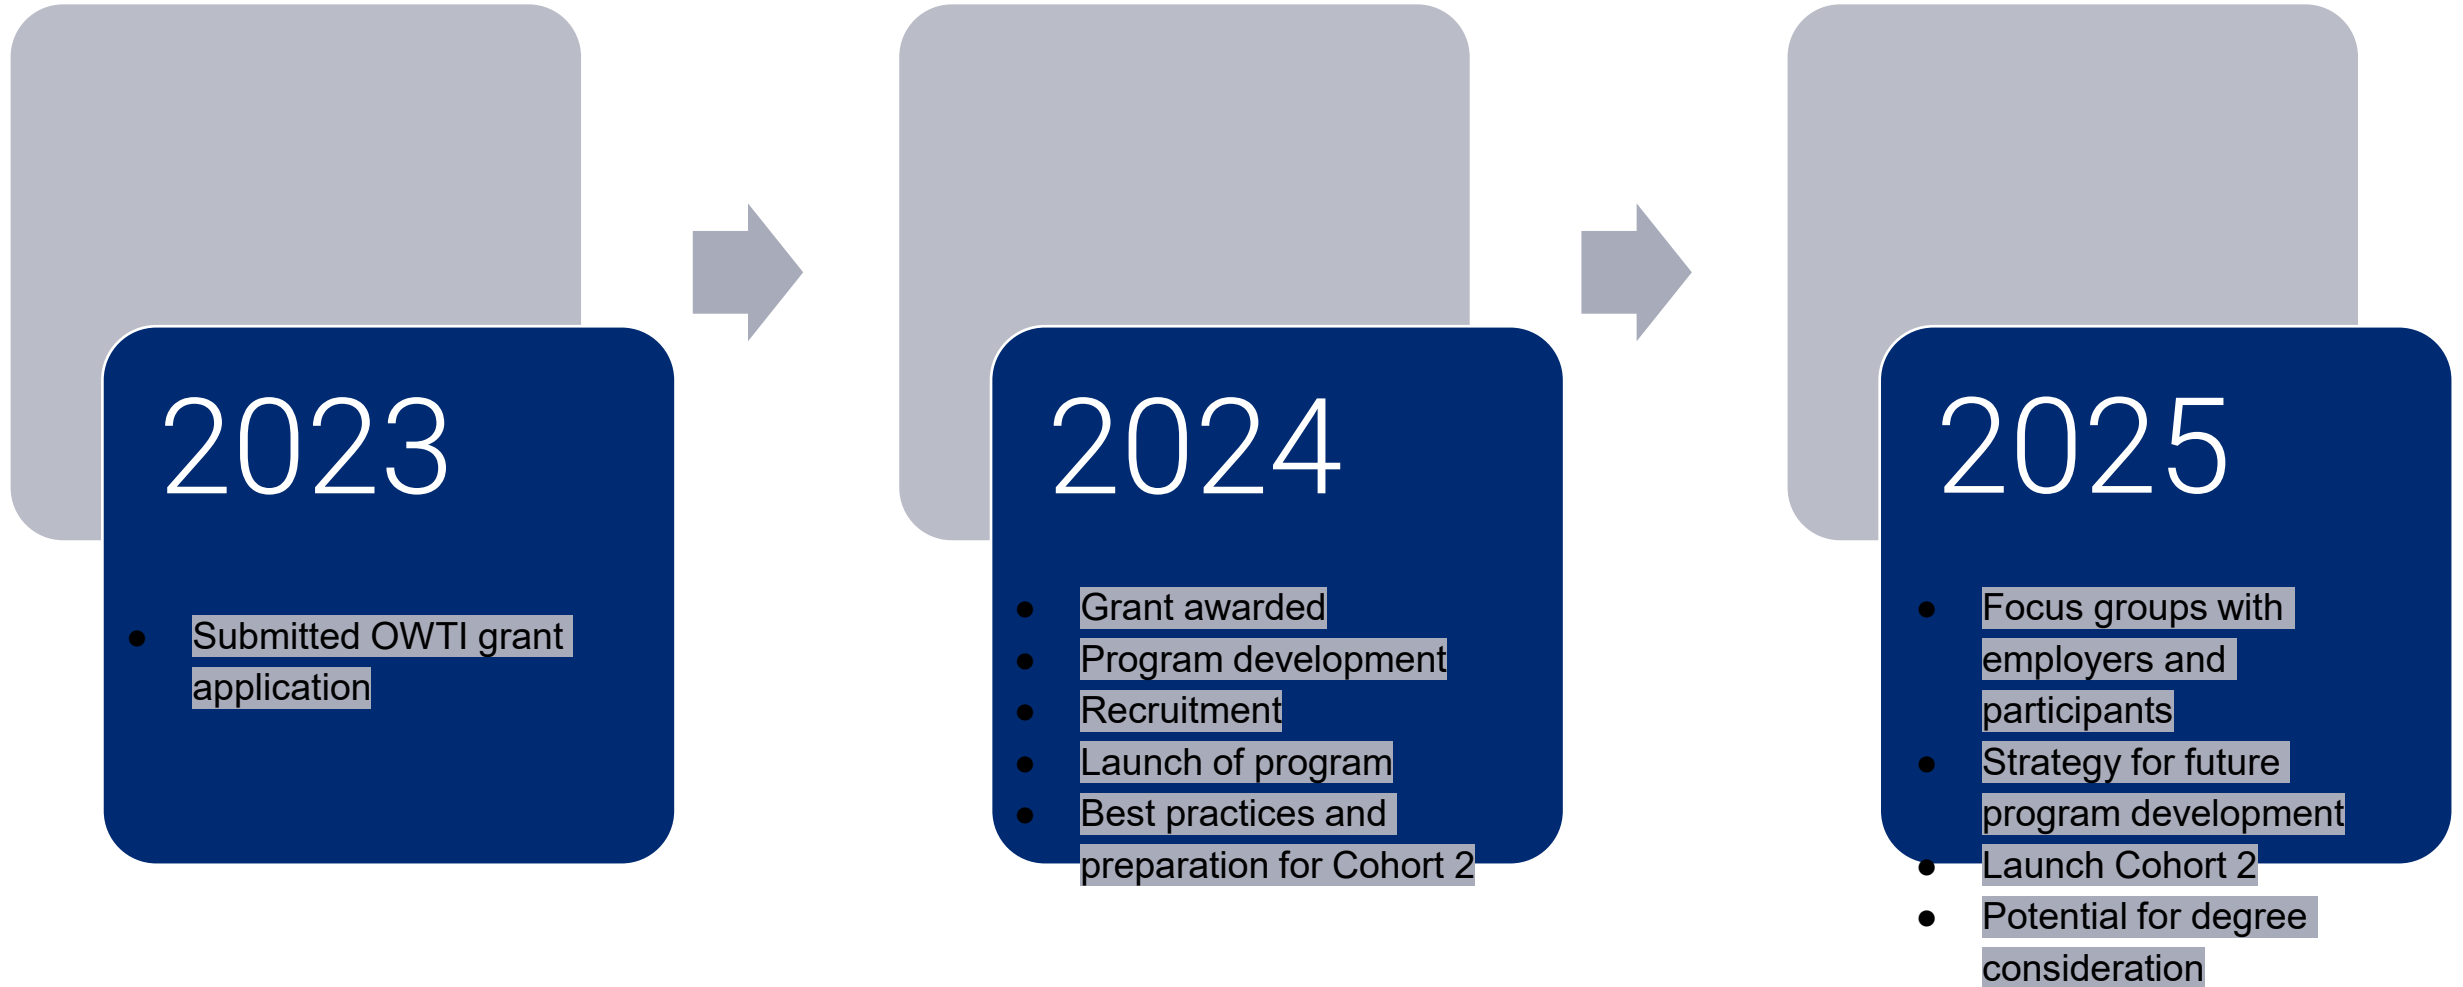 2023
● Submitted OWTI grant
application
2024
● Grant awarded
● Program development
● Recruitment
● Launch of program
● Best practices and
preparation for Cohort 2
2025
● Focus groups with
employers and
participants
● Strategy for future
program development
● Launch Cohort 2
● Potential for degree
consideration